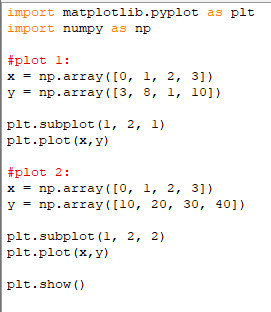 import matplotlib.pyplot as plt
import numpy as np
#plot 1:
x = np.array([0, 1, 2, 3])
y = np.array([3, 8, 1, 10])
plt.subplot(1, 2, 1)
plt.plot(x,y)
#plot 2:
x = np.array([0, 1, 2, 3])
y = np.array([10, 20, 30, 40])
plt.subplot(1, 2, 2)
plt.plot(x,y)
plt.show()